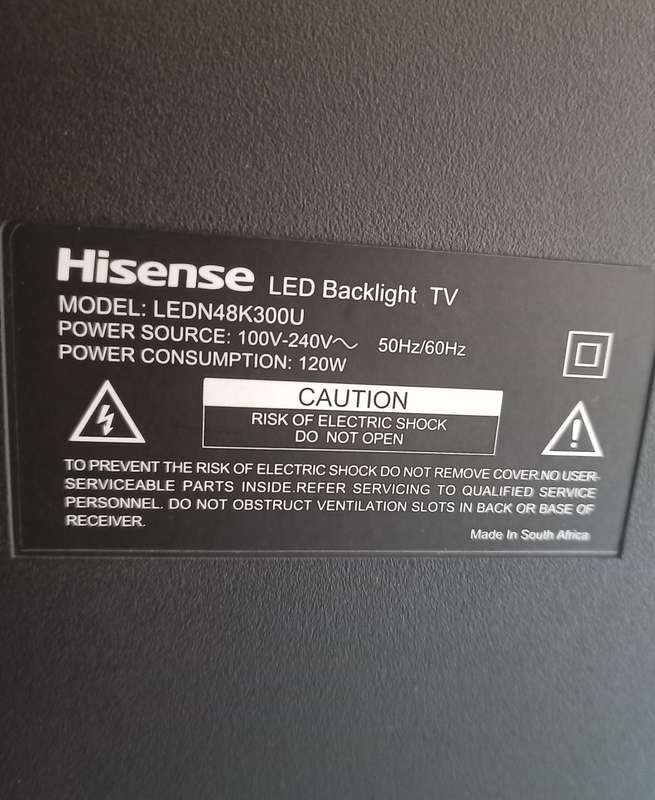 Hisense LED Backlight TV
MODEL: LEDN48K300U
POWER SOURCE: 100V-240V～ 50Hz/60Hz
POWER CONSUMPTION: 120W
CAUTION
RISK OF ELECTRIC SHOCK
DO NOT OPEN
TO PREVENT THE RISK OF ELECTRIC SHOCK DO NOT REMOVE COVER.NO USER-
SERVICEABLE PARTS INSIDE.REFER SERVICING TO QUALIFIED SERVICE
PERSONNEL. DO NOT OBSTRUCT VENTILATION SLOTS IN BACK OR BASE OF
RECEIVER.
Made In South Africa